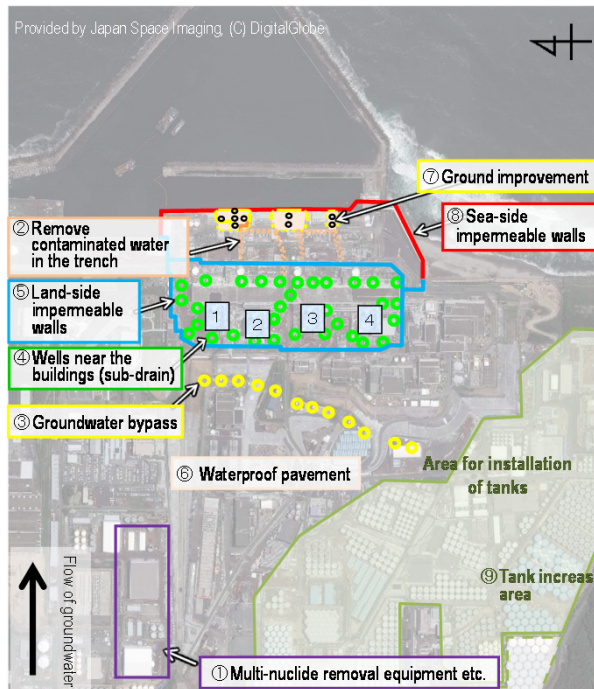 Provided by Japan Space Imaging, (C) DigitalGlobe
⑦Ground improvement
②Remove
contaminated water
in the trench
⑧Sea-side
impermeable walls
⑤Land-side
impermeable
walls
1
2
3
4
④Wells near the
buildings (sub-drain)
③Groundwater bypass
⑥ Waterproof pavement
Area for installation
of tanks
Flow of groundwater
⑨Tank increas
area
①Multi-nuclide removal equipment etc.